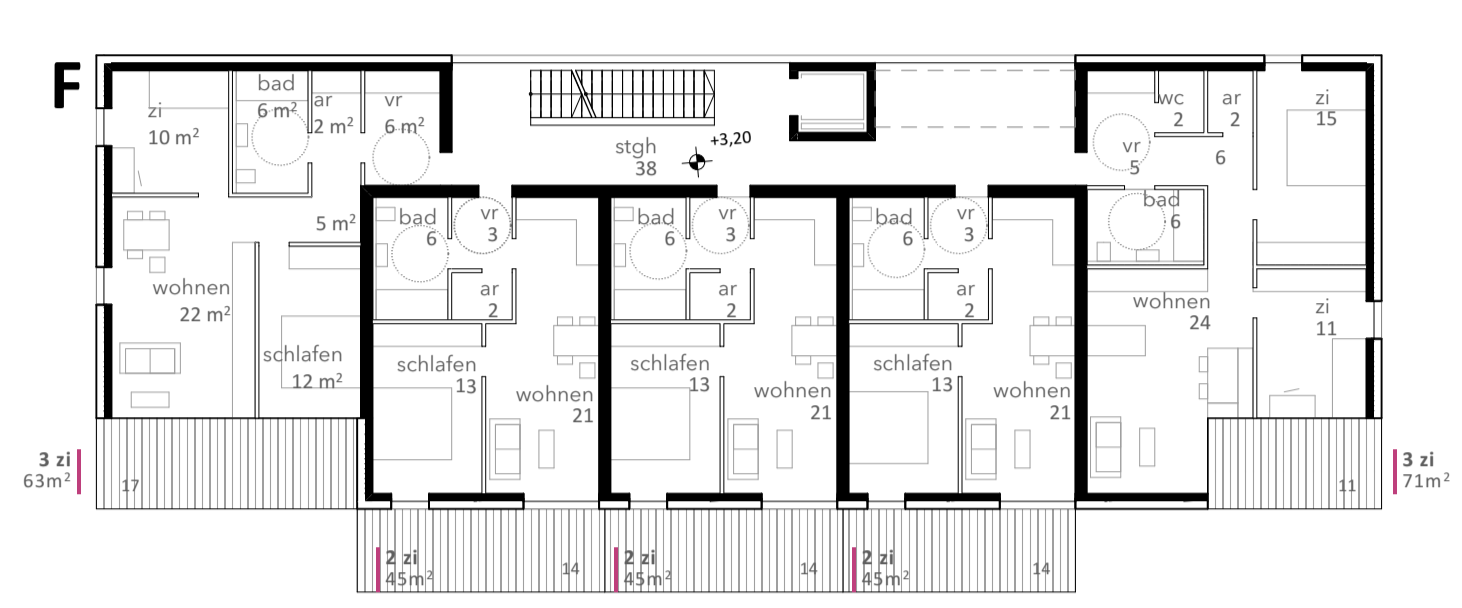 F
zi
10 m²
bad
6 m²
ar
2 m²
vr
6 m²
5 m²
wohnen
22 m²
schlafen
12 m²
3 zi
63m²
17
stgh
38
+3,20
bad
6
vr
3
ar
2
schlafen
13
wohnen
21
2 zi
45m²
14
bad
6
vr
3
ar
2
schlafen
13
wohnen
21
2 zi
45m²
14
bad
6
vr
3
ar
2
schlafen
13
wohnen
21
2 zi
45m²
14
wc
2
ar
2
vr
5
6
bad
6
zi
15
wohnen
24
zi
11
11
3 zi
71m²